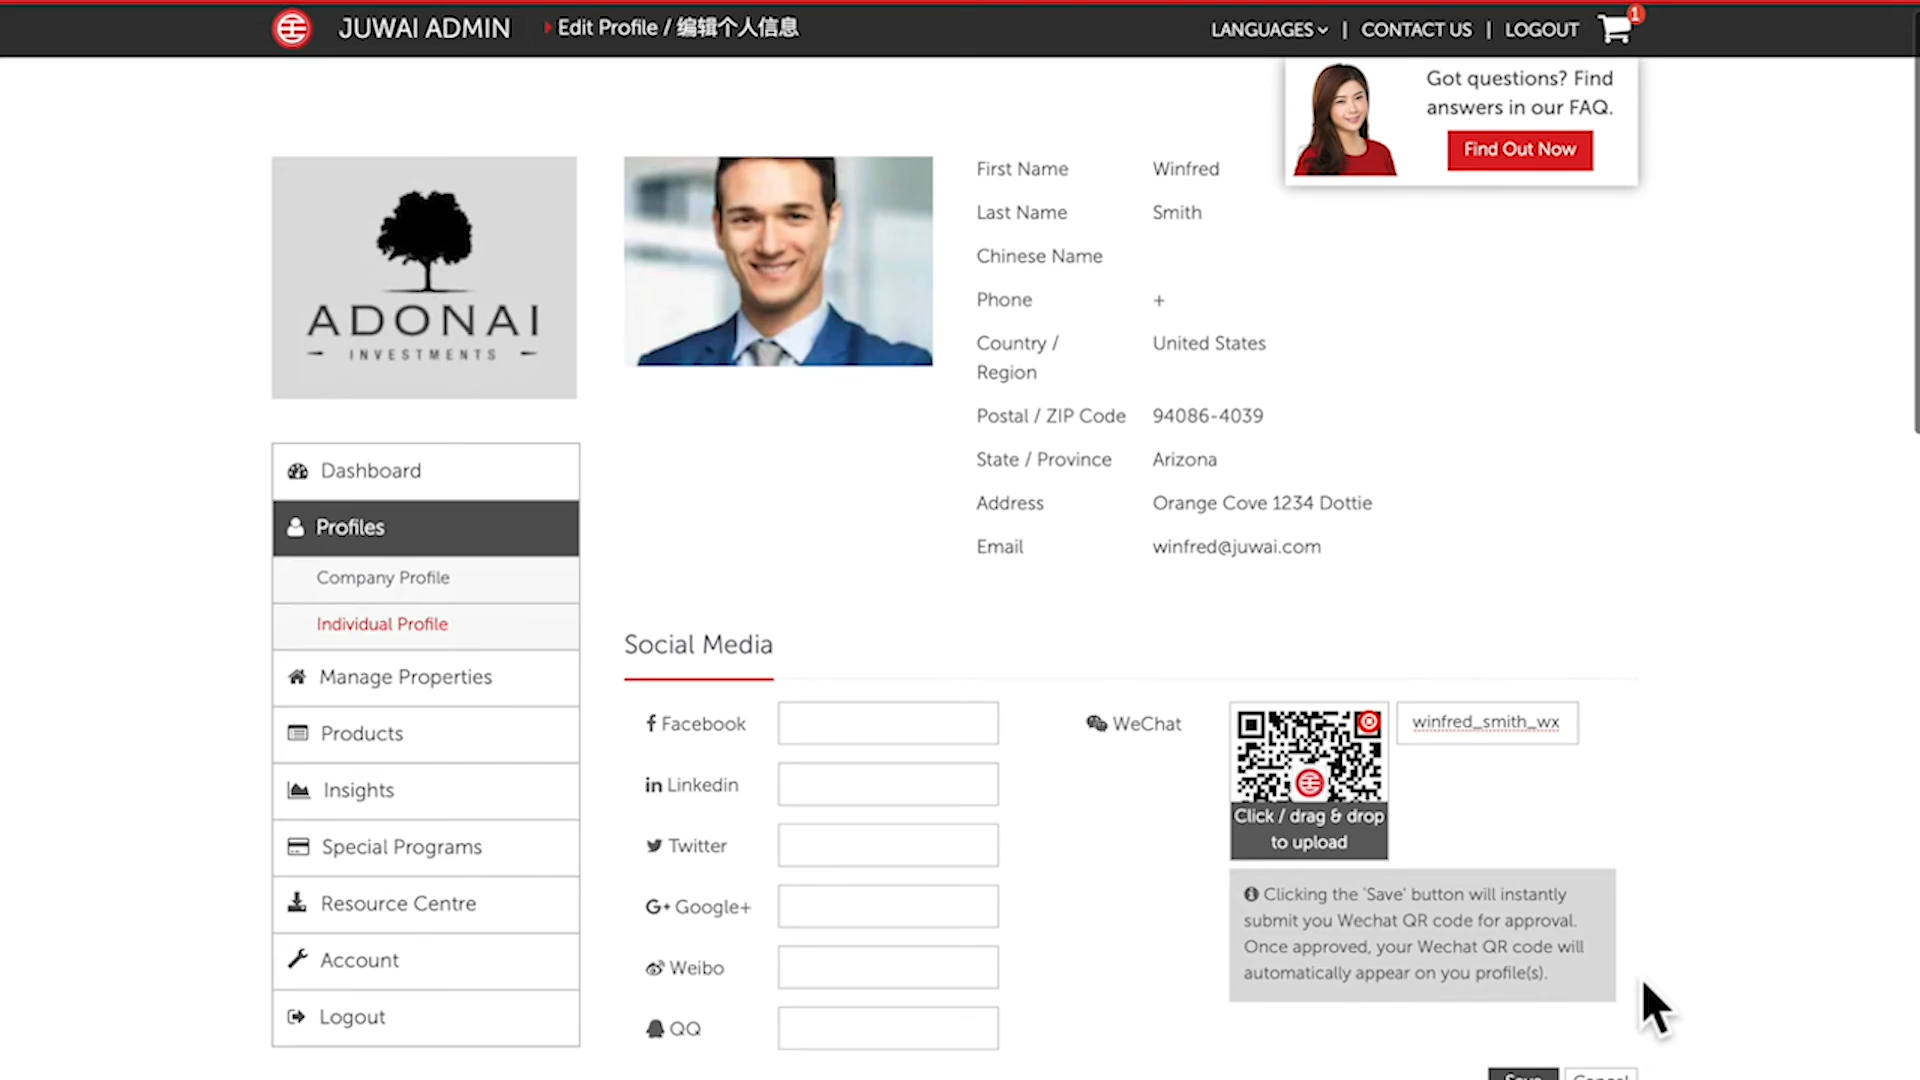 JUWAI ADMIN
Edit Profile / 编辑个人信息
LANGUAGES | CONTACT US | LOGOUT
1
Got questions? Find
answers in our FAQ.
Find Out Now
ADONAI
INVESTMENTS
First Name Winfred
Last Name Smith
Chinese Name
Phone +
Country / United States
Region
Postal / ZIP Code 94086-4039
State / Province Arizona
Address Orange Cove 1234 Dottie
Email winfred@juwai.com
Dashboard
Profiles
Company Profile
Individual Profile
Manage Properties
Products
Insights
Special Programs
Resource Centre
Account
Logout
Social Media
Facebook
Linkedin
Twitter
Google+
Weibo
QQ
WeChat
winfred_smith_wx
Click / drag & drop
to upload
Clicking the 'Save' button will instantly
submit you Wechat QR code for approval.
Once approved, your Wechat QR code will
automatically appear on you profile(s).
Save Cancel